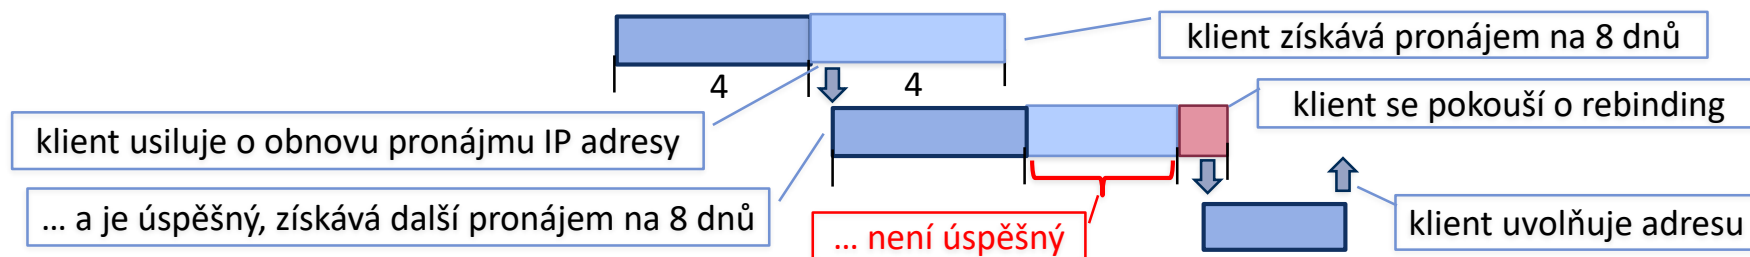 klient získává pronájem na 8 dnů
4
4
klient usiluje o obnovu pronájmu IP adresy
klient se pokouší o rebinding
... a je úspěšný, získává další pronájem na 8 dnů
... není úspěšný
klient uvolňuje adresu